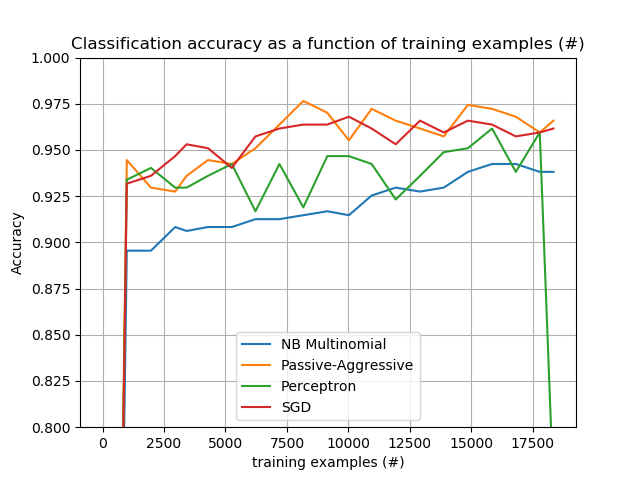 Classification accuracy as a function of training examples (#)
1.000
0.975
0.950
0.925
0.900
0.875
0.850
0.825
0.800
Accuracy
NB Multinomial
Passive-Aggressive
Perceptron
SGD
0 2500 5000 7500 10000 12500 15000 17500
training examples (#)